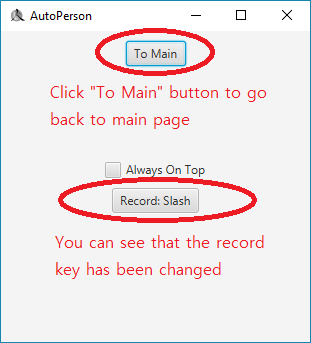 AutoPerson
To Main
Click "To Main" button to go
back to main page
Always On Top
Record: Slash
You can see that the record
key has been changed